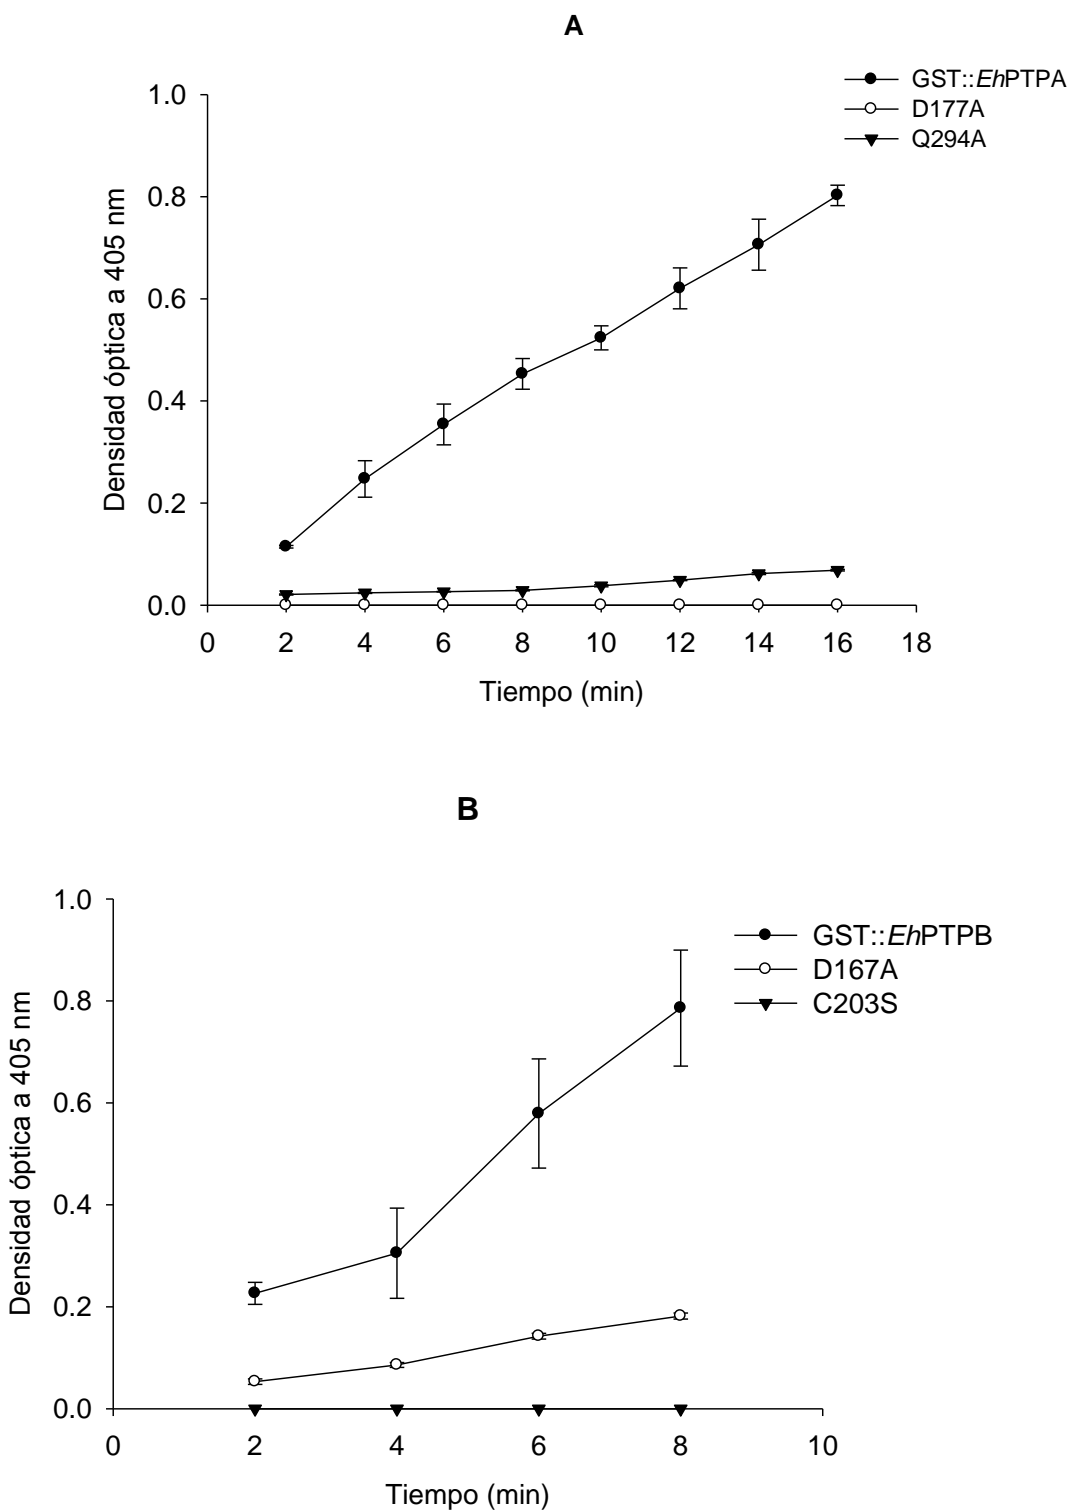 A
GST::EhPTPA
D177A
Q294A
1.0
0.8
0.6
0.4
0.2
0.0
Densidad óptica a 405 nm
0 2 4 6 8 10 12 14 16 18
Tiempo (min)
B
GST::EhPTPB
D167A
C203S
1.0
0.8
0.6
0.4
0.2
0.0
Densidad óptica a 405 nm
0 2 4 6 8 10
Tiempo (min)